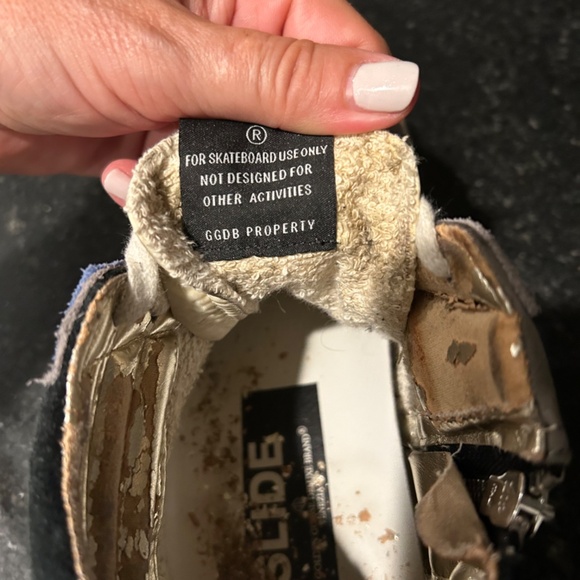 ®
FOR SKATEBOARD USE ONLY
NOT DESIGNED FOR
OTHER ACTIVITIES
GGDB PROPERTY
SLIDE